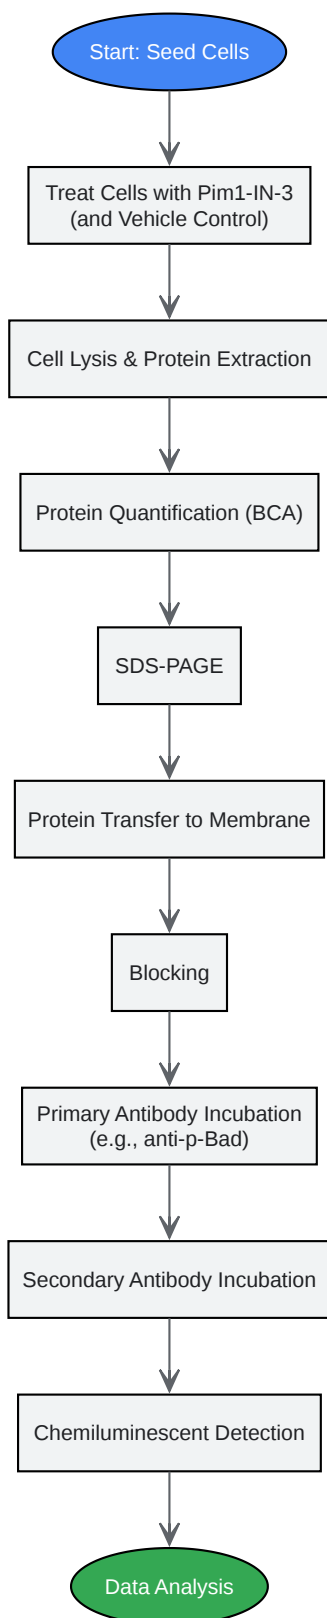 Start: Seed Cells
Treat Cells with Pim1-IN-3
(and Vehicle Control)
Cell Lysis & Protein Extraction
Protein Quantification (BCA)
SDS-PAGE
Protein Transfer to Membrane
Blocking
Primary Antibody Incubation
(e.g., anti-p-Bad)
Secondary Antibody Incubation
Chemiluminescent Detection
Data Analysis